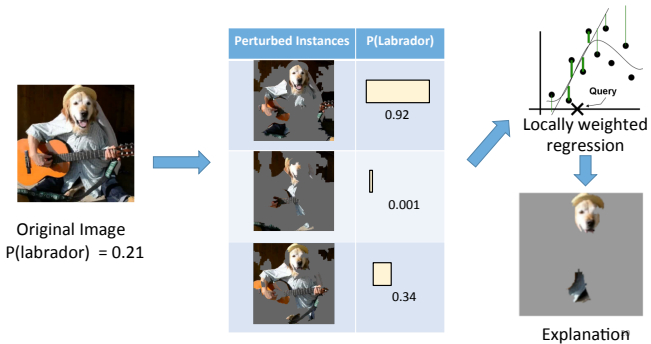 Original Image
P(labrador) = 0.21
Perturbed Instances
P(Labrador)
0.92
0.001
0.34
Query
Locally weighted
regression
Explanation